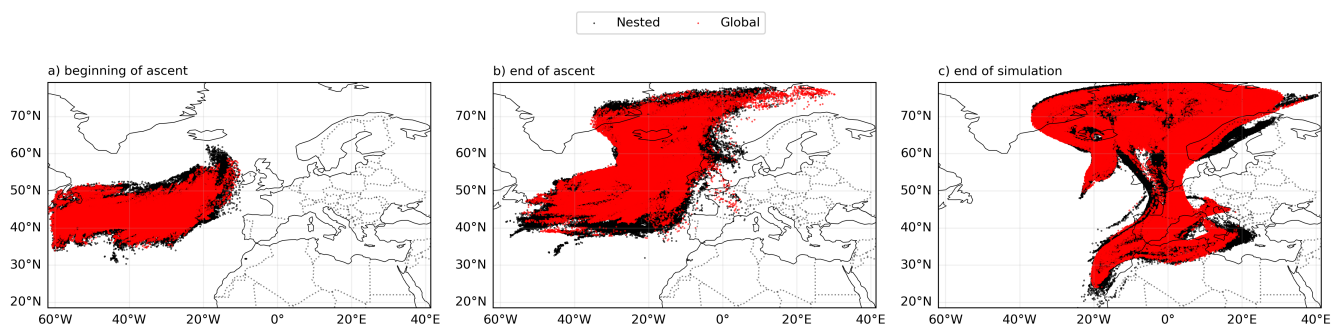 Nested Global
a) beginning of ascent
b) end of ascent
c) end of simulation
70°N
60°N
50°N
40°N
30°N
20°N
60°W 40°W 20°W 0° 20°E 40°E
70°N
60°N
50°N
40°N
30°N
20°N
60°W 40°W 20°W 0° 20°E 40°E
70°N
60°N
50°N
40°N
30°N
20°N
60°W 40°W 20°W 0° 20°E 40°E